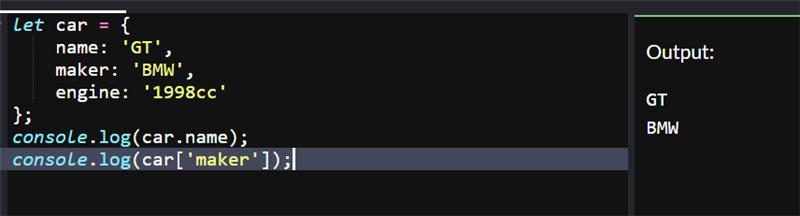 let car = {
    name: 'GT',
    maker: 'BMW',
    engine: '1998cc'
};
console.log(car.name);
console.log(car['maker']);
Output:
GT
BMW